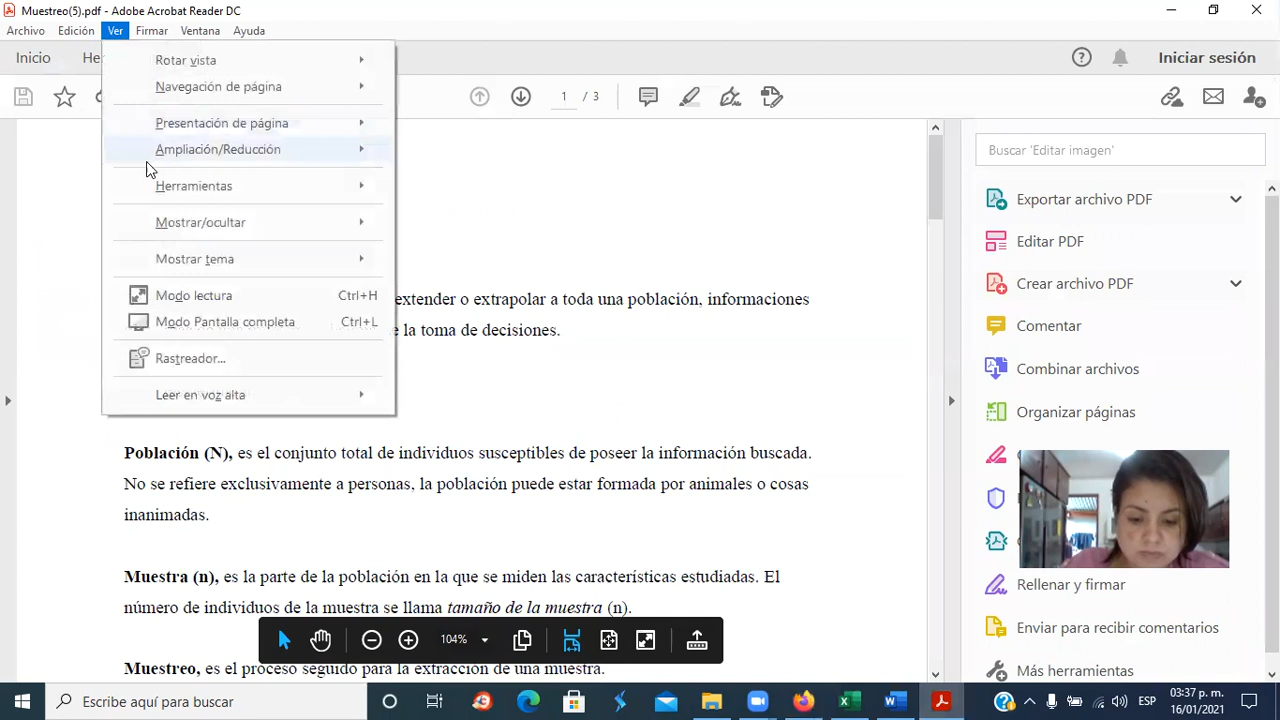 Muestreo(5).pdf - Adobe Acrobat Reader DC
Archivo Edición Ver Firmar Ventana Ayuda
Inicio He Iniciar sesión
1 / 3
Rotar vista
Navegación de página
Presentación de página
Ampliación/Reducción
Herramientas
Mostrar/ocultar
Mostrar tema
Modo lectura Ctrl+H
Modo Pantalla completa Ctrl+L
Rastreador...
Leer en voz alta
extender o extrapolar a toda una población, informaciones
la toma de decisiones.
Población (N), es el conjunto total de individuos susceptibles de poseer la información buscada.
No se refiere exclusivamente a personas, la población puede estar formada por animales o cosas
inanimadas.
Muestra (n), es la parte de la población en la que se miden las características estudiadas. El
número de individuos de la muestra se llama tamaño de la muestra (n).
104%
Muestreo, es el proceso seguido para la extracción de una muestra.
Buscar 'Editar imagen'
Exportar archivo PDF
Editar PDF
Crear archivo PDF
Comentar
Combinar archivos
Organizar páginas
Rellenar y firmar
Enviar para recibir comentarios
Más herramientas
Escribe aquí para buscar
ESP
03:37 p. m.
16/01/2021